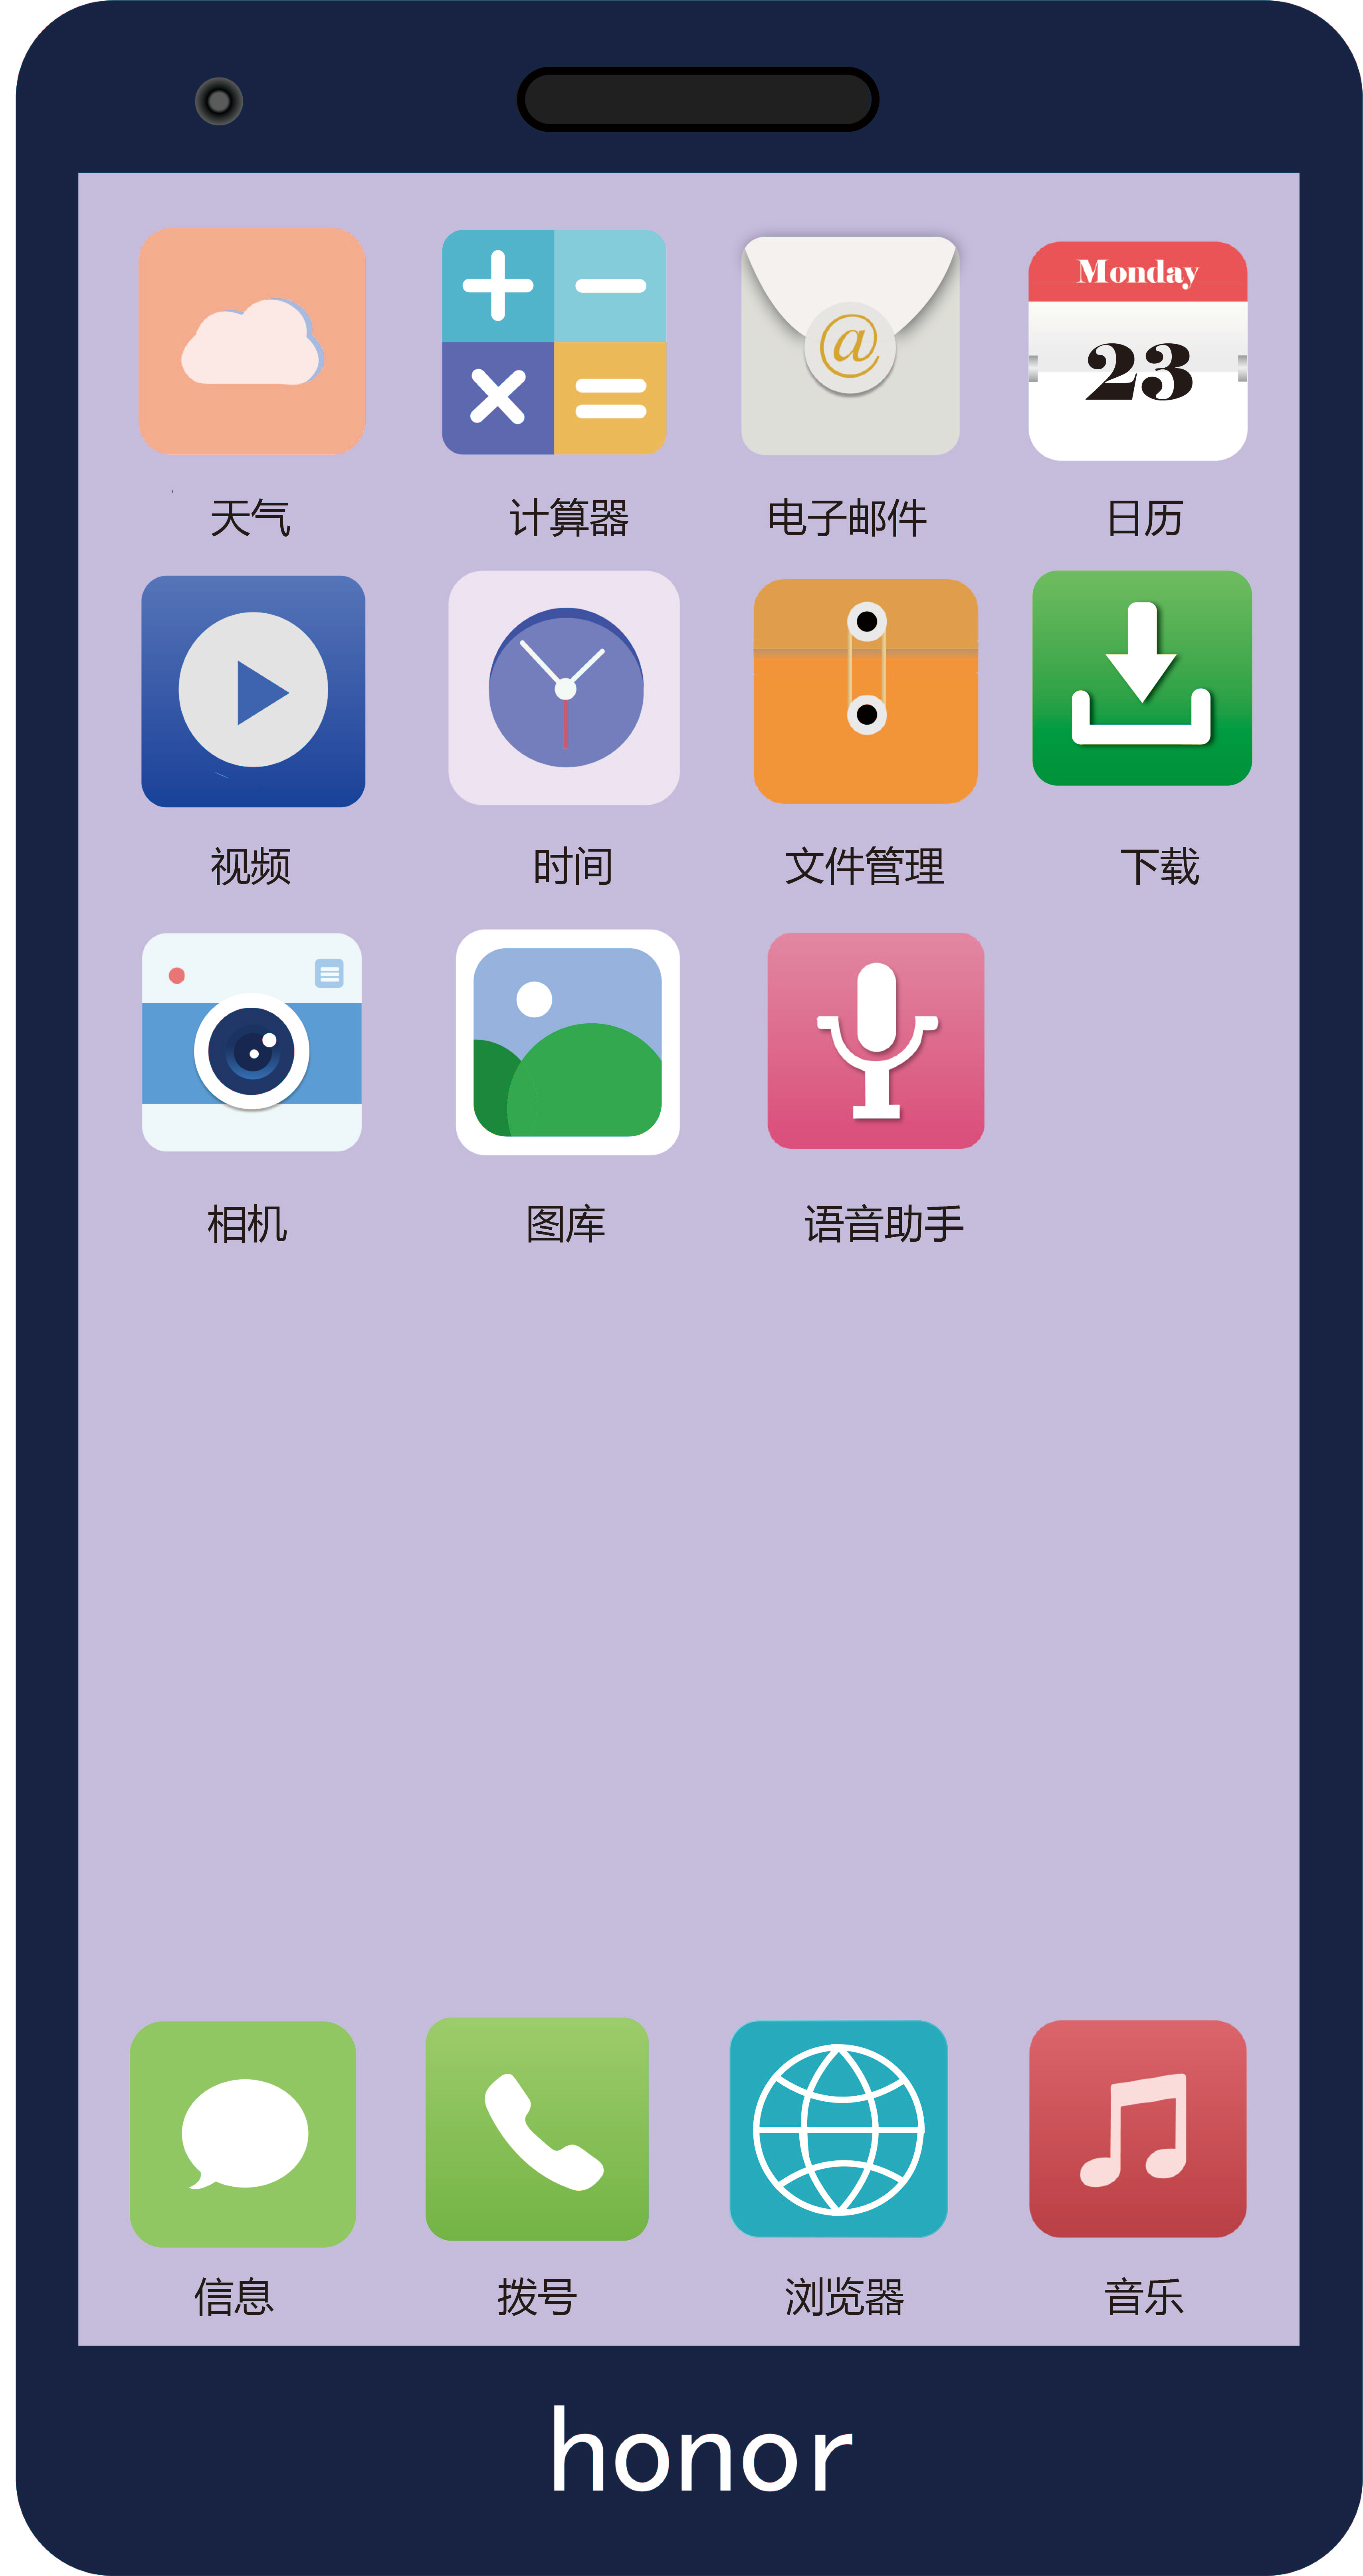 Monday
23
@
天气 计算器 电子邮件 日历
视频 时间 文件管理 下载
相机 图库 语音助手
信息 拨号 浏览器 音乐
honor